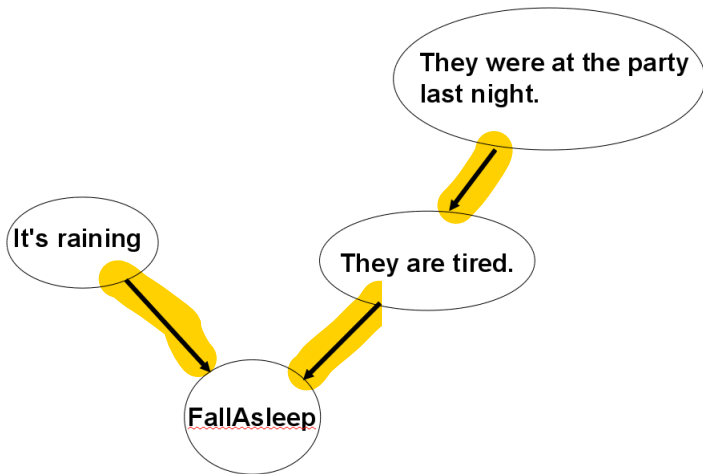 They were at the party
last night.
It's raining
They are tired.
FallAsleep